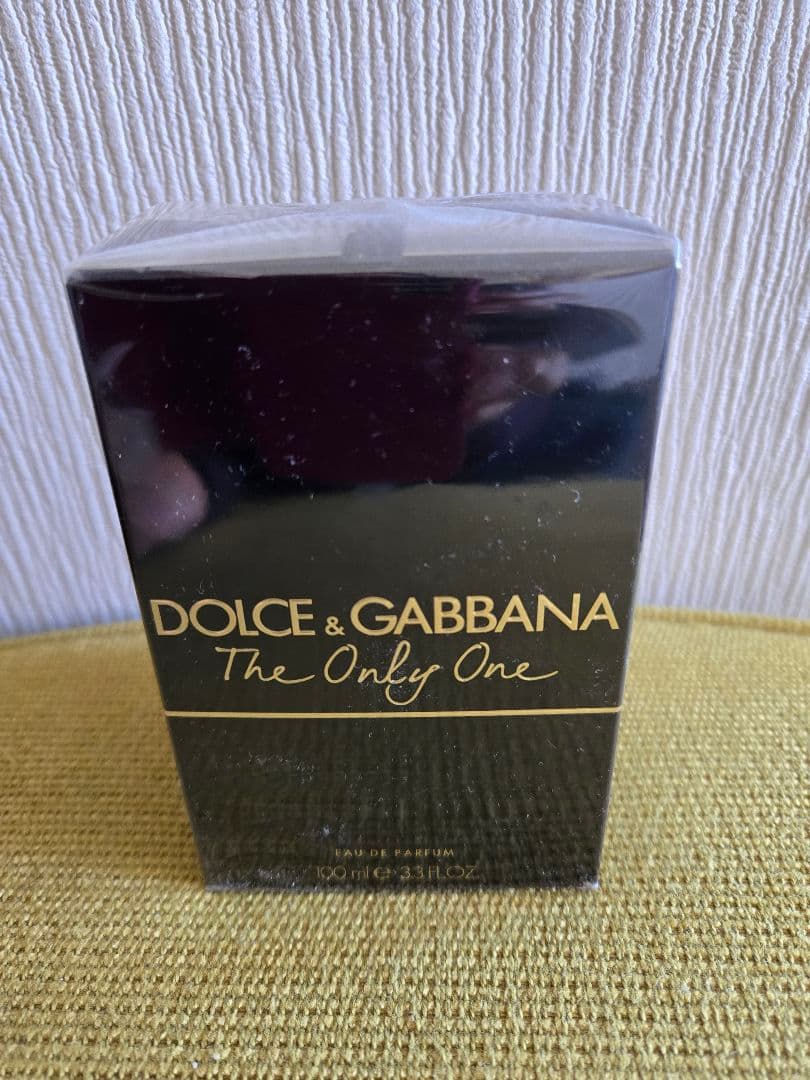 DOLCE & GABBANA
The Only One
EAU DE PARFUM
100 ml e 3.3 FL.OZ.